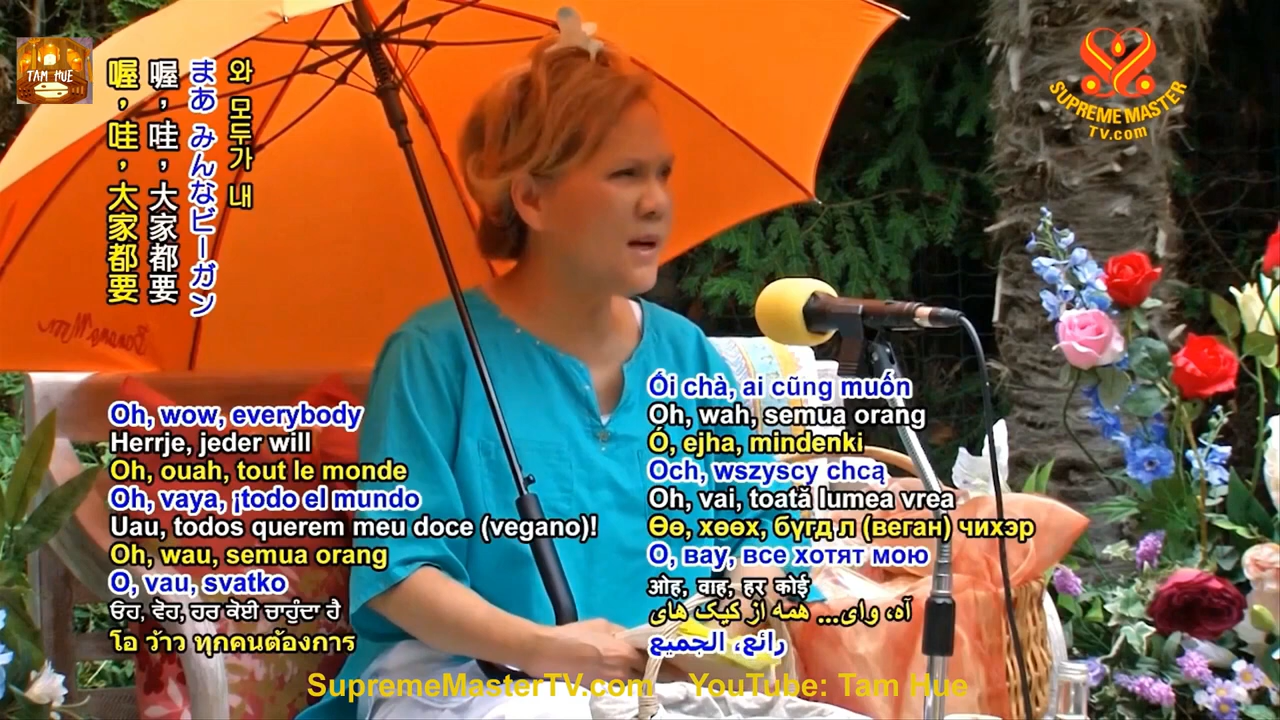 TAM HUE
SUPREME MASTER
TV.com
와 모두가 내
まあ みんなビーガン
喔，哇，大家都要
喔，哇，大家都要
Oh, wow, everybody
Herrje, jeder will
Oh, ouah, tout le monde
Oh, vaya, ¡todo el mundo
Uau, todos querem meu doce (vegano)!
Oh, wau, semua orang
O, vau, svatko
ਓਹ, ਵੋਹ, ਹਰ ਕੋਈ ਚਾਹੁੰਦਾ ਹੈ
โอ ว้าว ทุกคนต้องการ
Ối chà, ai cũng muốn
Oh, wah, semua orang
Ó, ejha, mindenki
Och, wszyscy chcą
Oh, vai, toată lumea vrea
Өө, хөөх, бүгд л (веган) чихэр
О, вау, все хотят мою
ओह, वाह, हर कोई
آه، وای... همه از کیک های
رائع، الجميع
SupremeMasterTV.com YouTube: Tam Hue